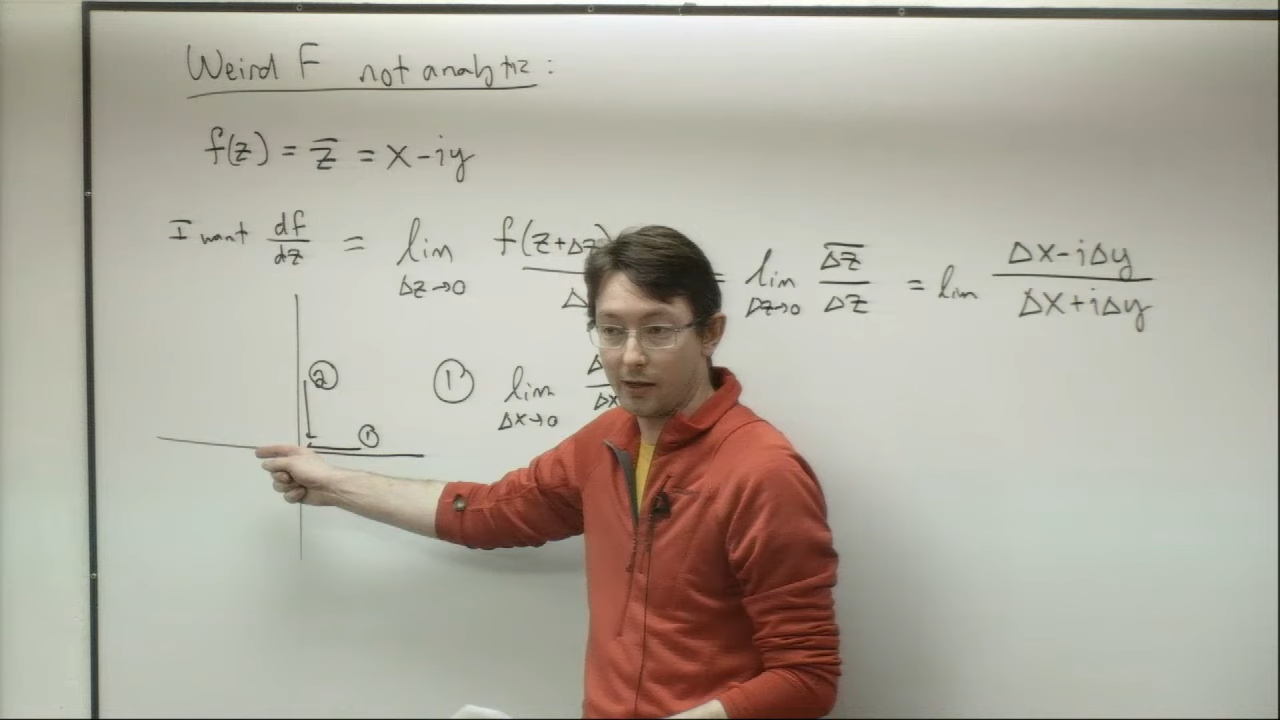 Weird F not analytic:
f(z) = z̅ = x - iy
I want df/dz = lim Δz→0 f(z+Δz) = lim Δz→0 Δz̅/Δz = lim Δx-iΔy/Δx+iΔy
② ① ① lim Δx→0 Δ/Δx